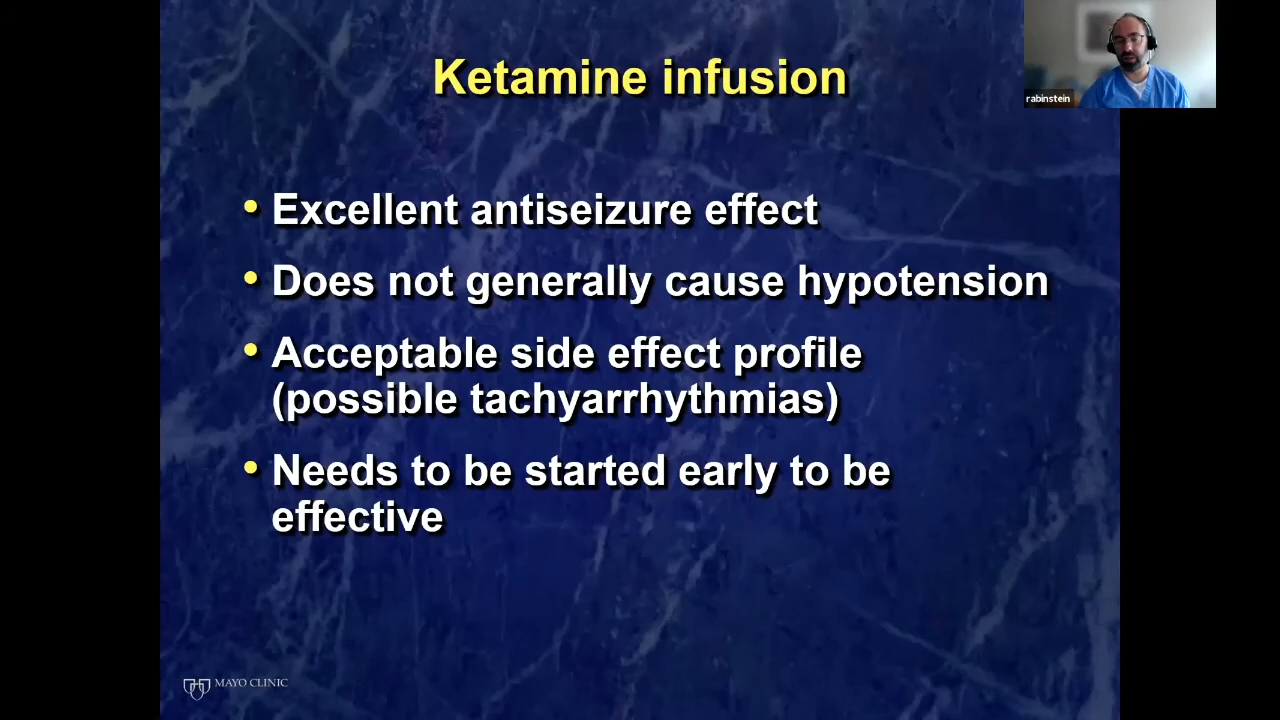 Ketamine infusion
rabinstein
• Excellent antiseizure effect
• Does not generally cause hypotension
• Acceptable side effect profile
(possible tachyarrhythmias)
• Needs to be started early to be
effective
MAYO CLINIC